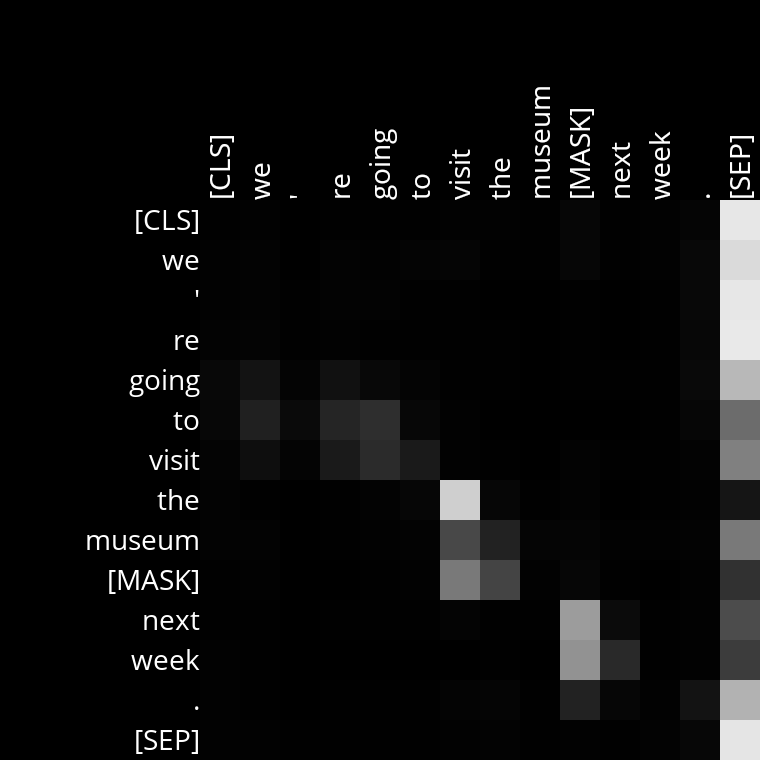 [CLS] we ' re going to visit the museum [MASK] next week . [SEP]
[CLS]
we
'
re
going
to
visit
the
museum
[MASK]
next
week
.
[SEP]